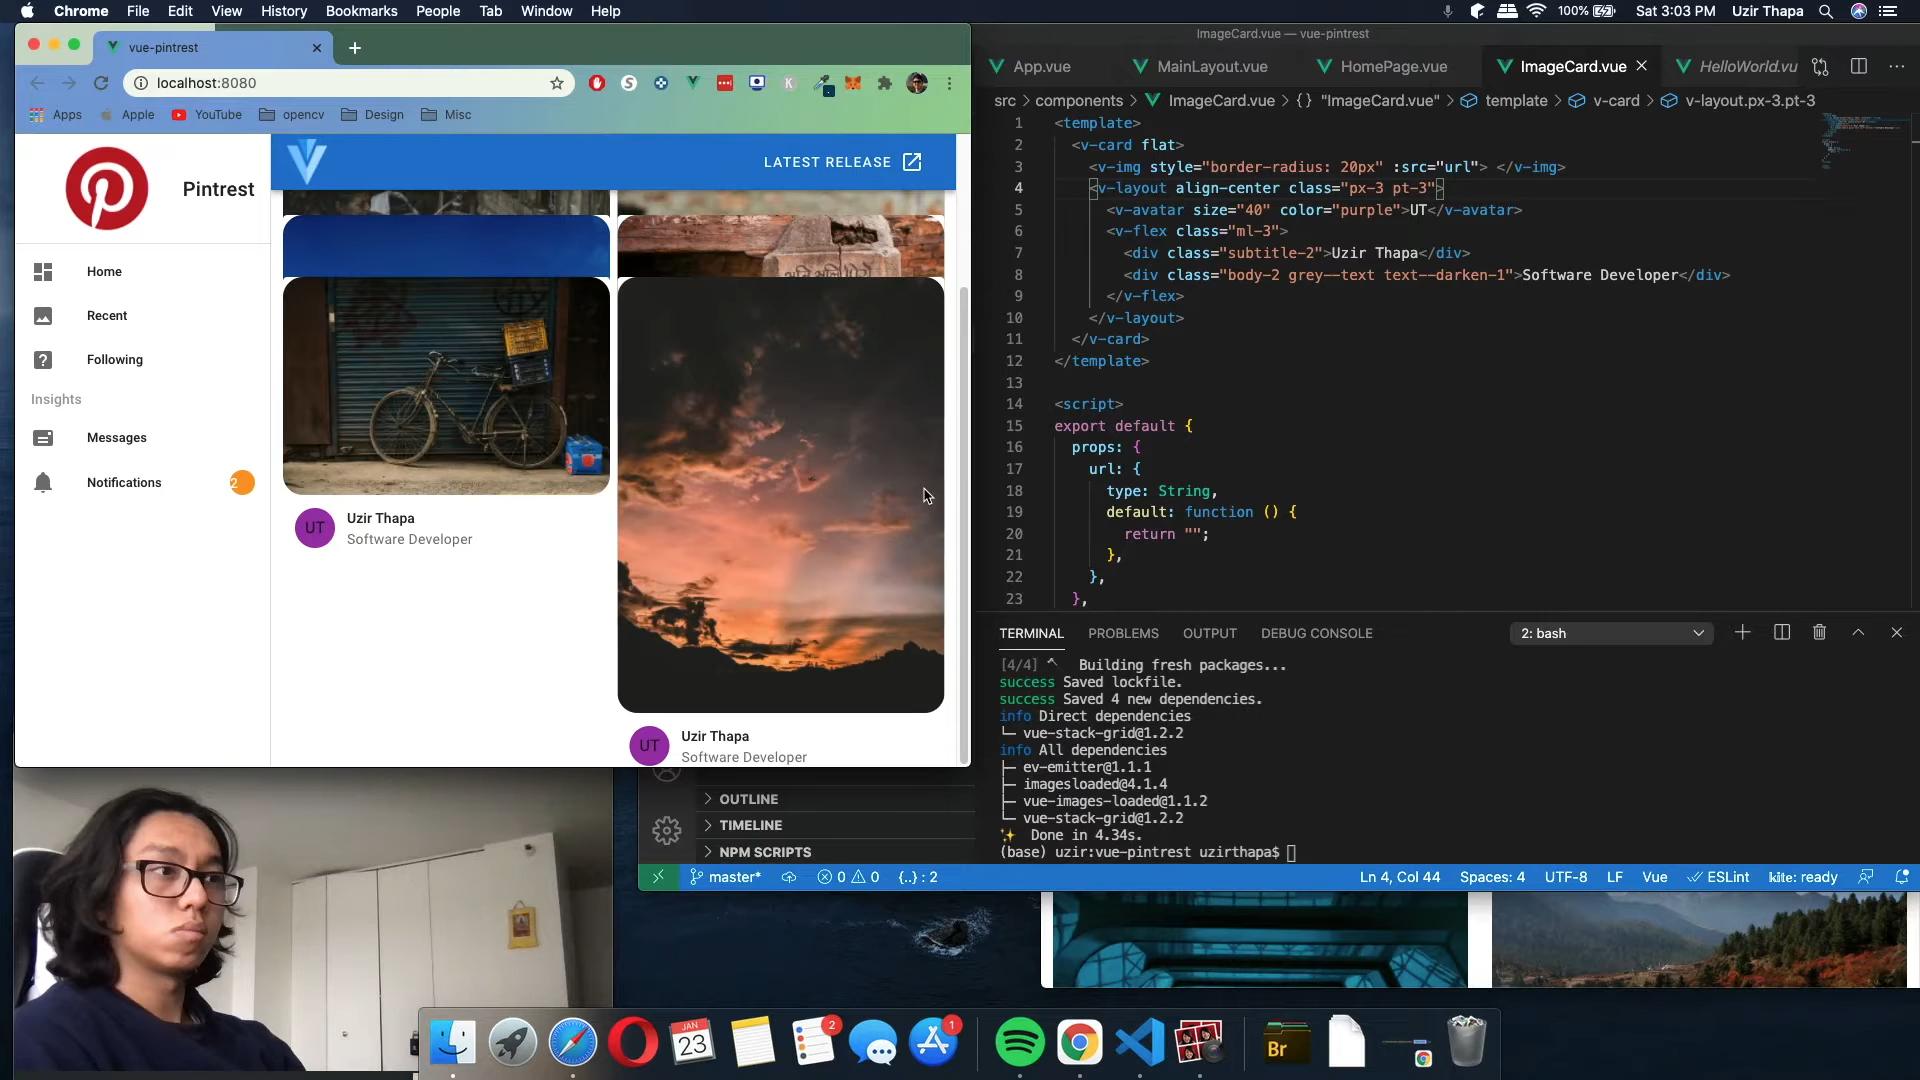 Chrome File Edit View History Bookmarks People Tab Window Help
100% Sat 3:03 PM Uzir Thapa
vue-pintrest
localhost:8080
Apps Apple YouTube opencv Design Misc
Pintrest
LATEST RELEASE
Home
Recent
Following
Insights
Messages
Notifications 2
UT Uzir Thapa
Software Developer
UT Uzir Thapa
Software Developer
ImageCard.vue — vue-pintrest
App.vue MainLayout.vue HomePage.vue ImageCard.vue HelloWorld.vu
src > components > ImageCard.vue > {} "ImageCard.vue" > template > v-card > v-layout.px-3.pt-3
1 <template>
2 <v-card flat>
3 <v-img style="border-radius: 20px" :src="url"> </v-img>
4 <v-layout align-center class="px-3 pt-3">
5 <v-avatar size="40" color="purple">UT</v-avatar>
6 <v-flex class="ml-3">
7 <div class="subtitle-2">Uzir Thapa</div>
8 <div class="body-2 grey--text text--darken-1">Software Developer</div>
9 </v-flex>
10 </v-layout>
11 </v-card>
12 </template>
13
14 <script>
15 export default {
16 props: {
17 url: {
18 type: String,
19 default: function () {
20 return "";
21 },
22 },
23 },
TERMINAL PROBLEMS OUTPUT DEBUG CONSOLE 2: bash
[4/4] Building fresh packages...
success Saved lockfile.
success Saved 4 new dependencies.
info Direct dependencies
└─ vue-stack-grid@1.2.2
info All dependencies
├─ ev-emitter@1.1.1
├─ imagesloaded@4.1.4
├─ vue-images-loaded@1.1.2
└─ vue-stack-grid@1.2.2
✨ Done in 4.34s.
(base) uzir:vue-pintrest uzirthapa$
OUTLINE
TIMELINE
NPM SCRIPTS
master* 0 0 {..} : 2 Ln 4, Col 44 Spaces: 4 UTF-8 LF Vue ESLint kite: ready
JAN
23
2
1
Br